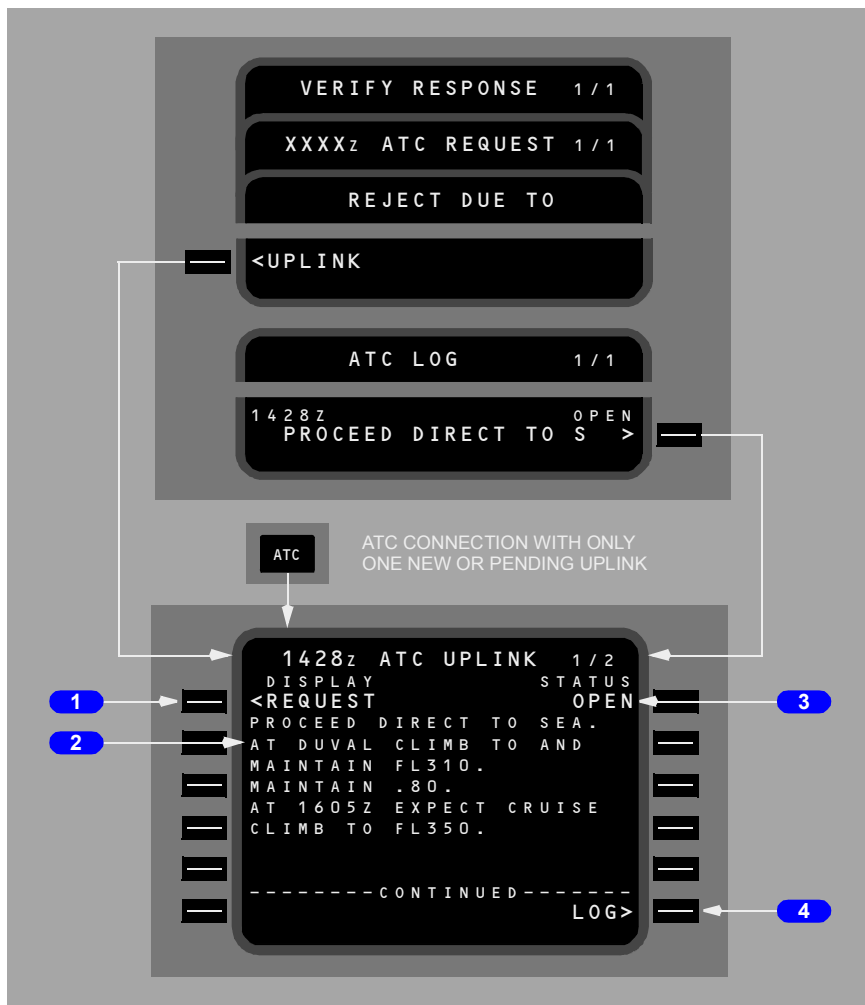 VERIFY RESPONSE 1/1
XXXXz ATC REQUEST 1/1
REJECT DUE TO
<UPLINK
ATC LOG 1/1
1428Z OPEN
PROCEED DIRECT TO S >
ATC
ATC CONNECTION WITH ONLY
ONE NEW OR PENDING UPLINK
1428z ATC UPLINK 1/2
DISPLAY STATUS
1 <REQUEST OPEN 3
PROCEED DIRECT TO SEA.
2 AT DUVAL CLIMB TO AND
MAINTAIN FL310.
MAINTAIN .80.
AT 1605Z EXPECT CRUISE
CLIMB TO FL350.
--------CONTINUED-------
LOG> 4